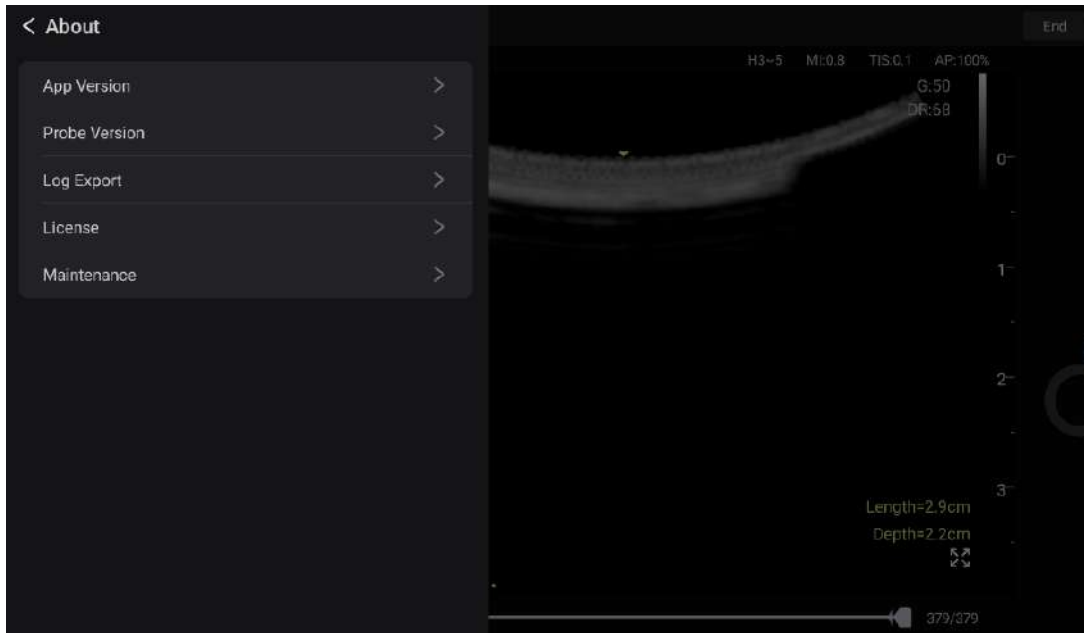 About
End
App Version
Probe Version
Log Export
License
Maintenance
H3~5 MI:0.8 TIS:0.1 AP:100%
G:50
DR:68
0
1
2
3
Length=2.9cm
Depth=2.2cm
379/379